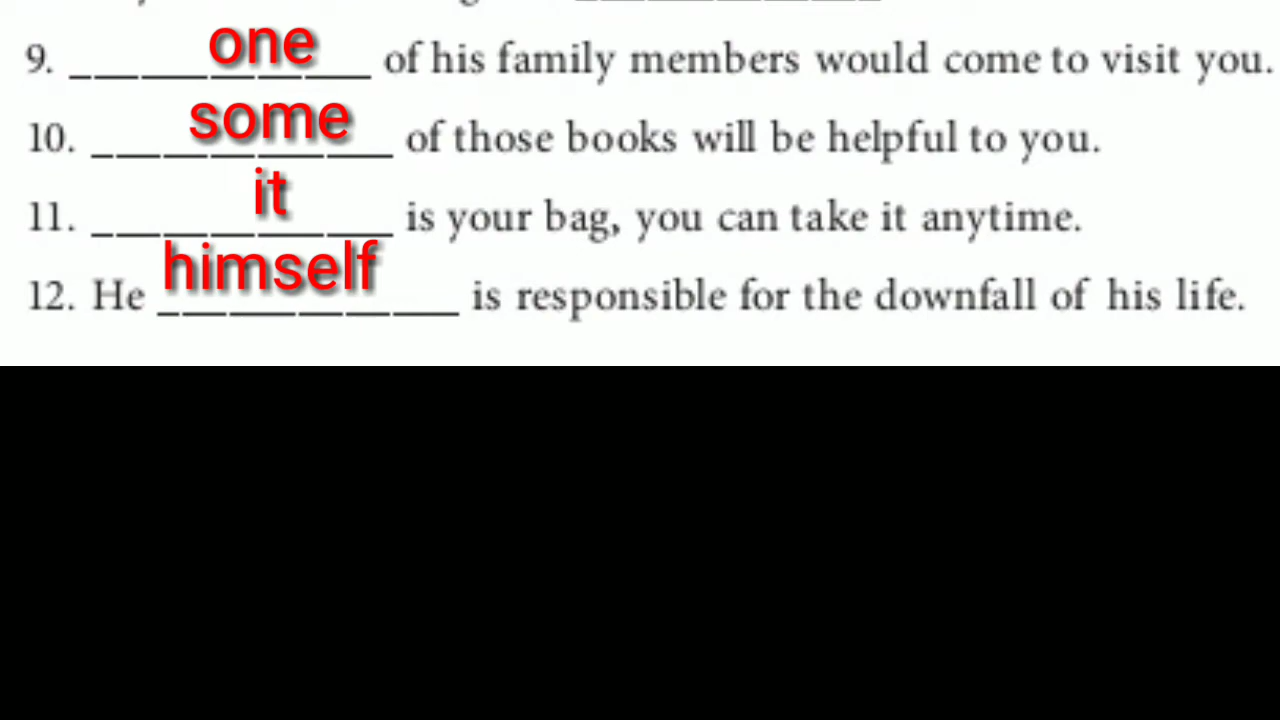 9. one of his family members would come to visit you.
10. some of those books will be helpful to you.
11. it is your bag, you can take it anytime.
12. He himself is responsible for the downfall of his life.